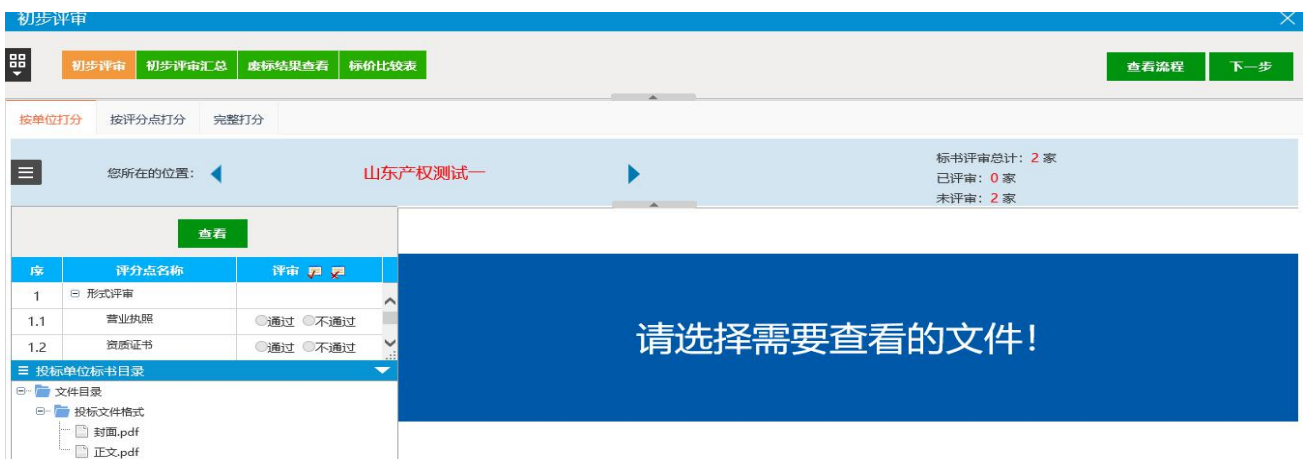 初步评审
初步评审 初步评审汇总 废标结果查看 标价比较表 查看流程 下一步
按单位打分 按评分点打分 完整打分
您所在的位置： 山东产权测试一
标书评审总计：2 家
已评审：0 家
未评审：2 家
查看
序 评分点名称 评审
1 形式评审
1.1 营业执照 通过 不通过
1.2 资质证书 通过 不通过
投标单位标书目录
文件目录
投标文件格式
封面.pdf
正文.pdf
请选择需要查看的文件！